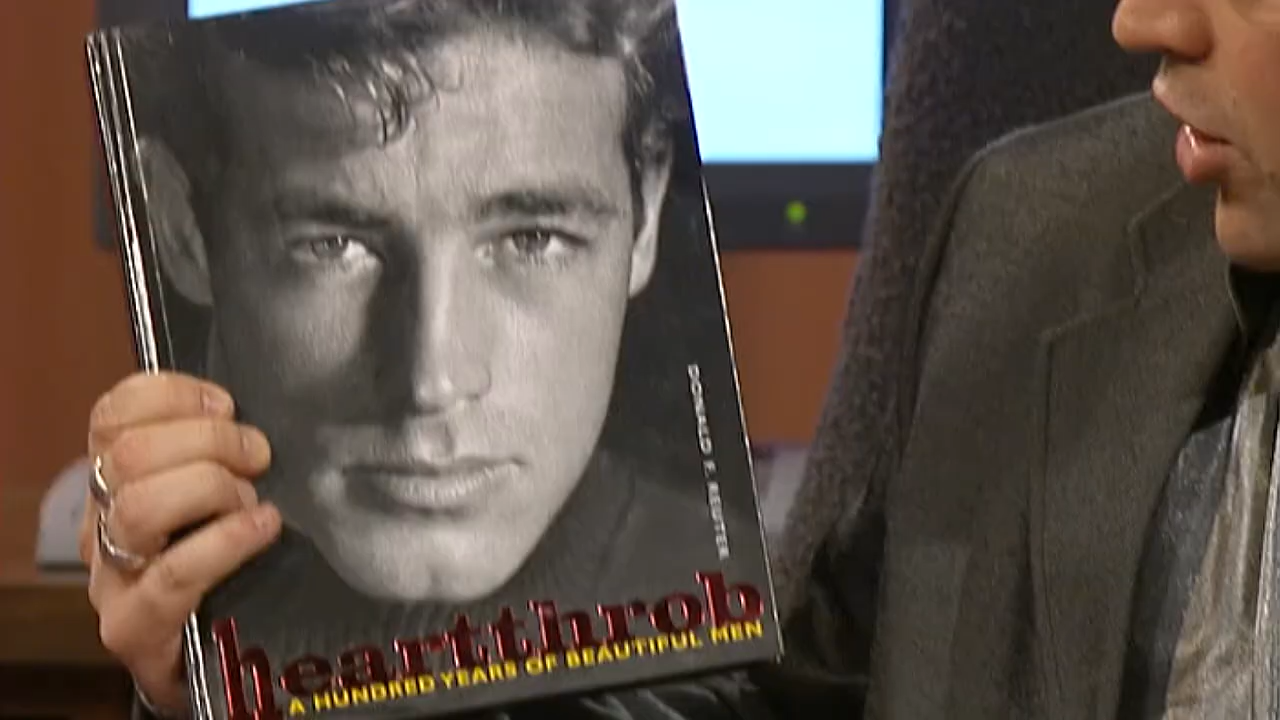 DONALD F. REUTER
heartthrob
A HUNDRED YEARS OF BEAUTIFUL MEN